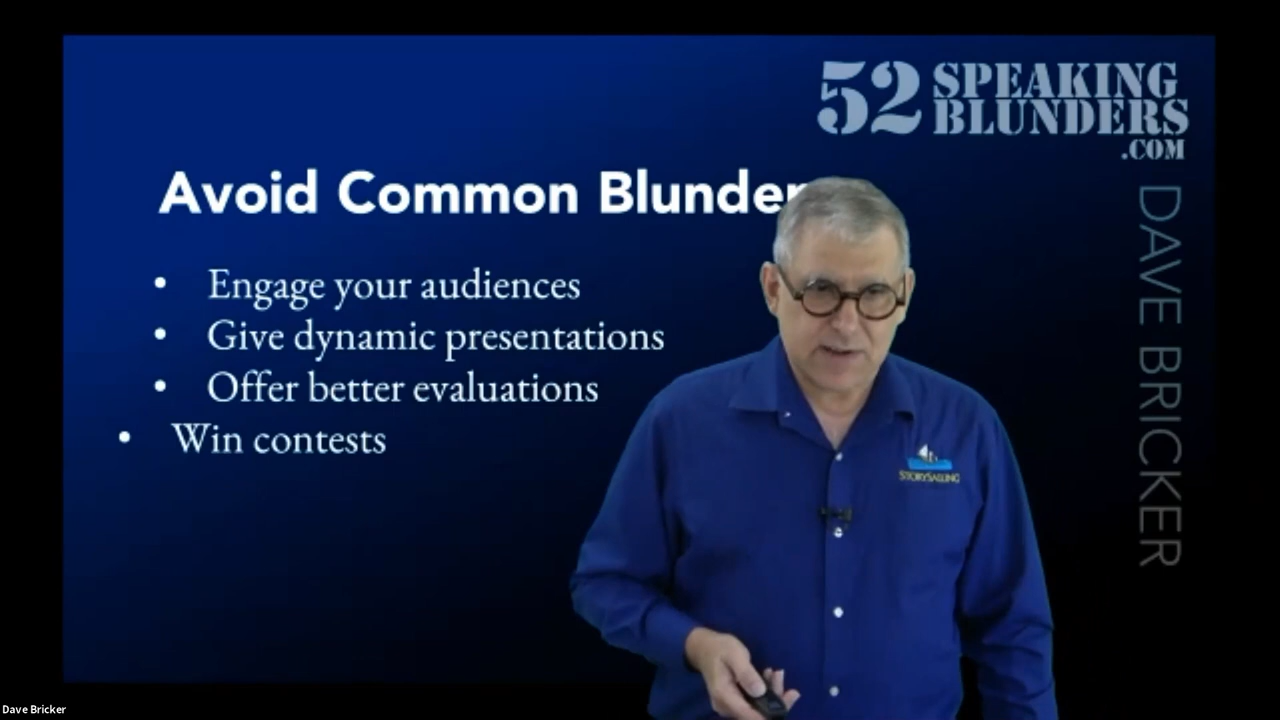 52 SPEAKING
BLUNDERS
.COM
Avoid Common Blunder
• Engage your audiences
• Give dynamic presentations
• Offer better evaluations
• Win contests
DAVE BRICKER
STORYSAILING
Dave Bricker